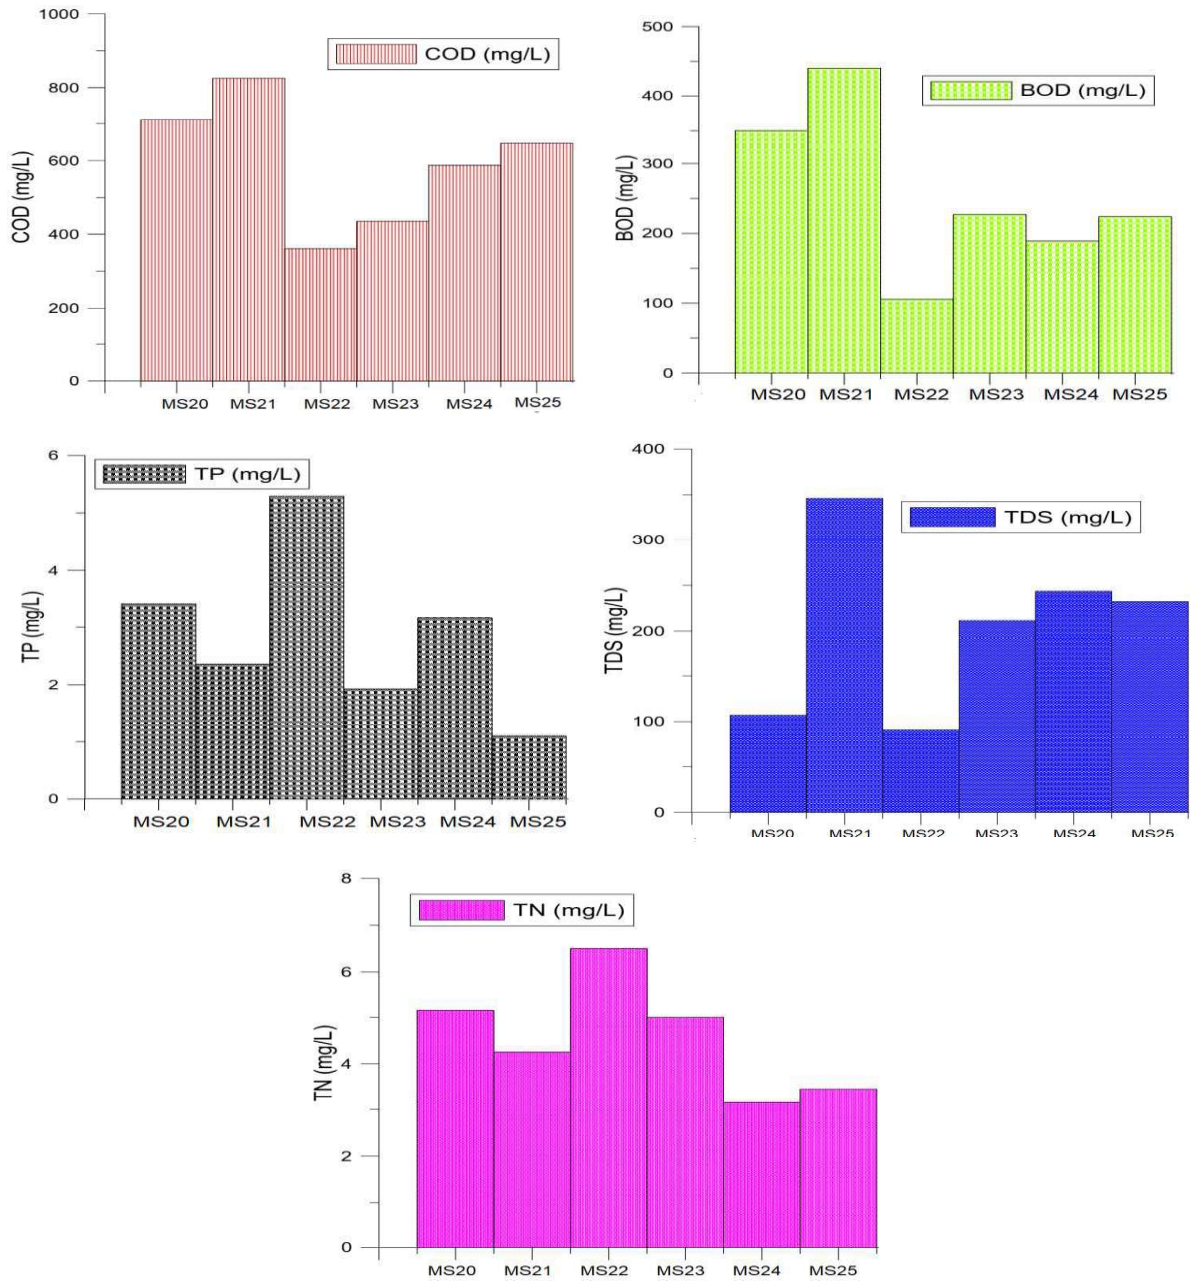 1000
800
600
400
200
0
COD (mg/L)
COD (mg/L)
MS20 MS21 MS22 MS23 MS24 MS25
500
400
300
200
100
0
BOD (mg/L)
BOD (mg/L)
MS20 MS21 MS22 MS23 MS24 MS25
6
4
2
0
TP (mg/L)
TP (mg/L)
MS20 MS21 MS22 MS23 MS24 MS25
400
300
200
100
0
TDS (mg/L)
TDS (mg/L)
MS20 MS21 MS22 MS23 MS24 MS25
8
6
4
2
0
TN (mg/L)
TN (mg/L)
MS20 MS21 MS22 MS23 MS24 MS25